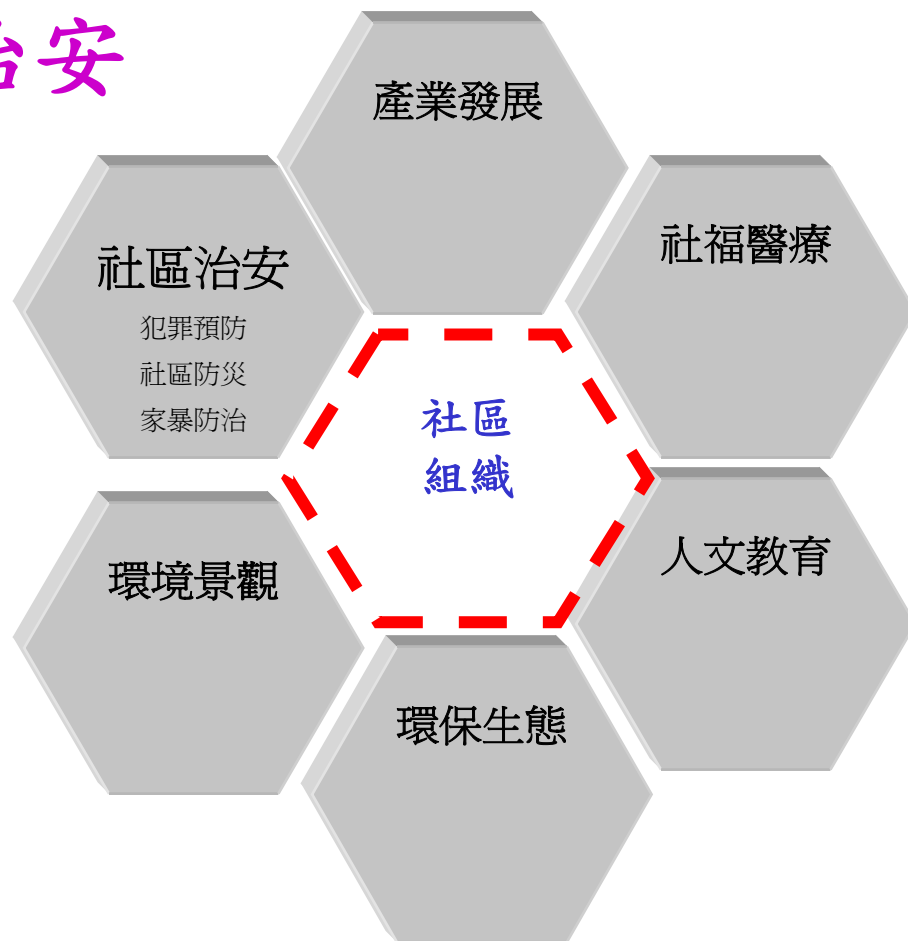 治安
產業發展
社福醫療
社區治安
犯罪預防
社區防災
家暴防治
社區
組織
人文教育
環境景觀
環保生態